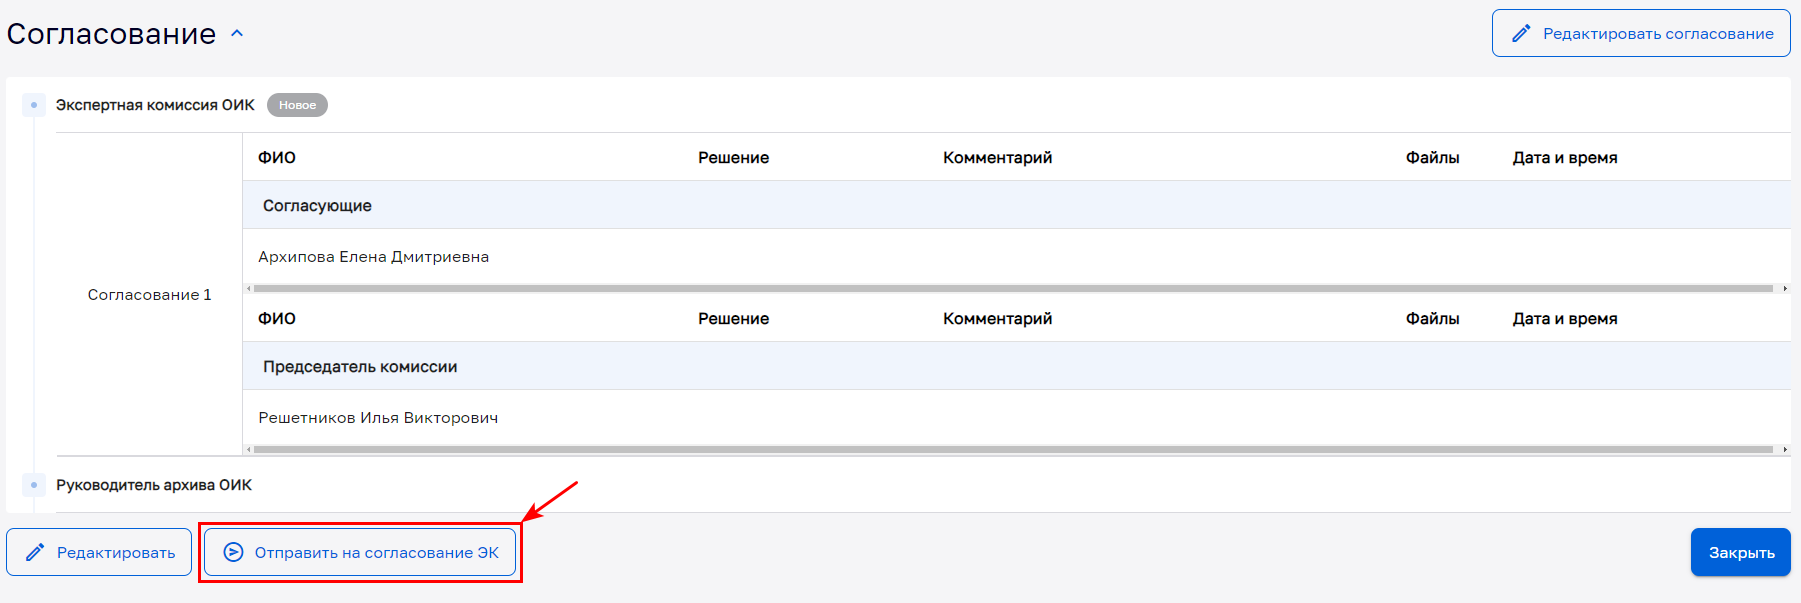 Согласование
Редактировать согласование
Экспертная комиссия ОИК Новое
ФИО Решение Комментарий Файлы Дата и время
Согласующие
Архипова Елена Дмитриевна
Согласование 1
ФИО Решение Комментарий Файлы Дата и время
Председатель комиссии
Решетников Илья Викторович
Руководитель архива ОИК
Редактировать Отправить на согласование ЭК Закрыть